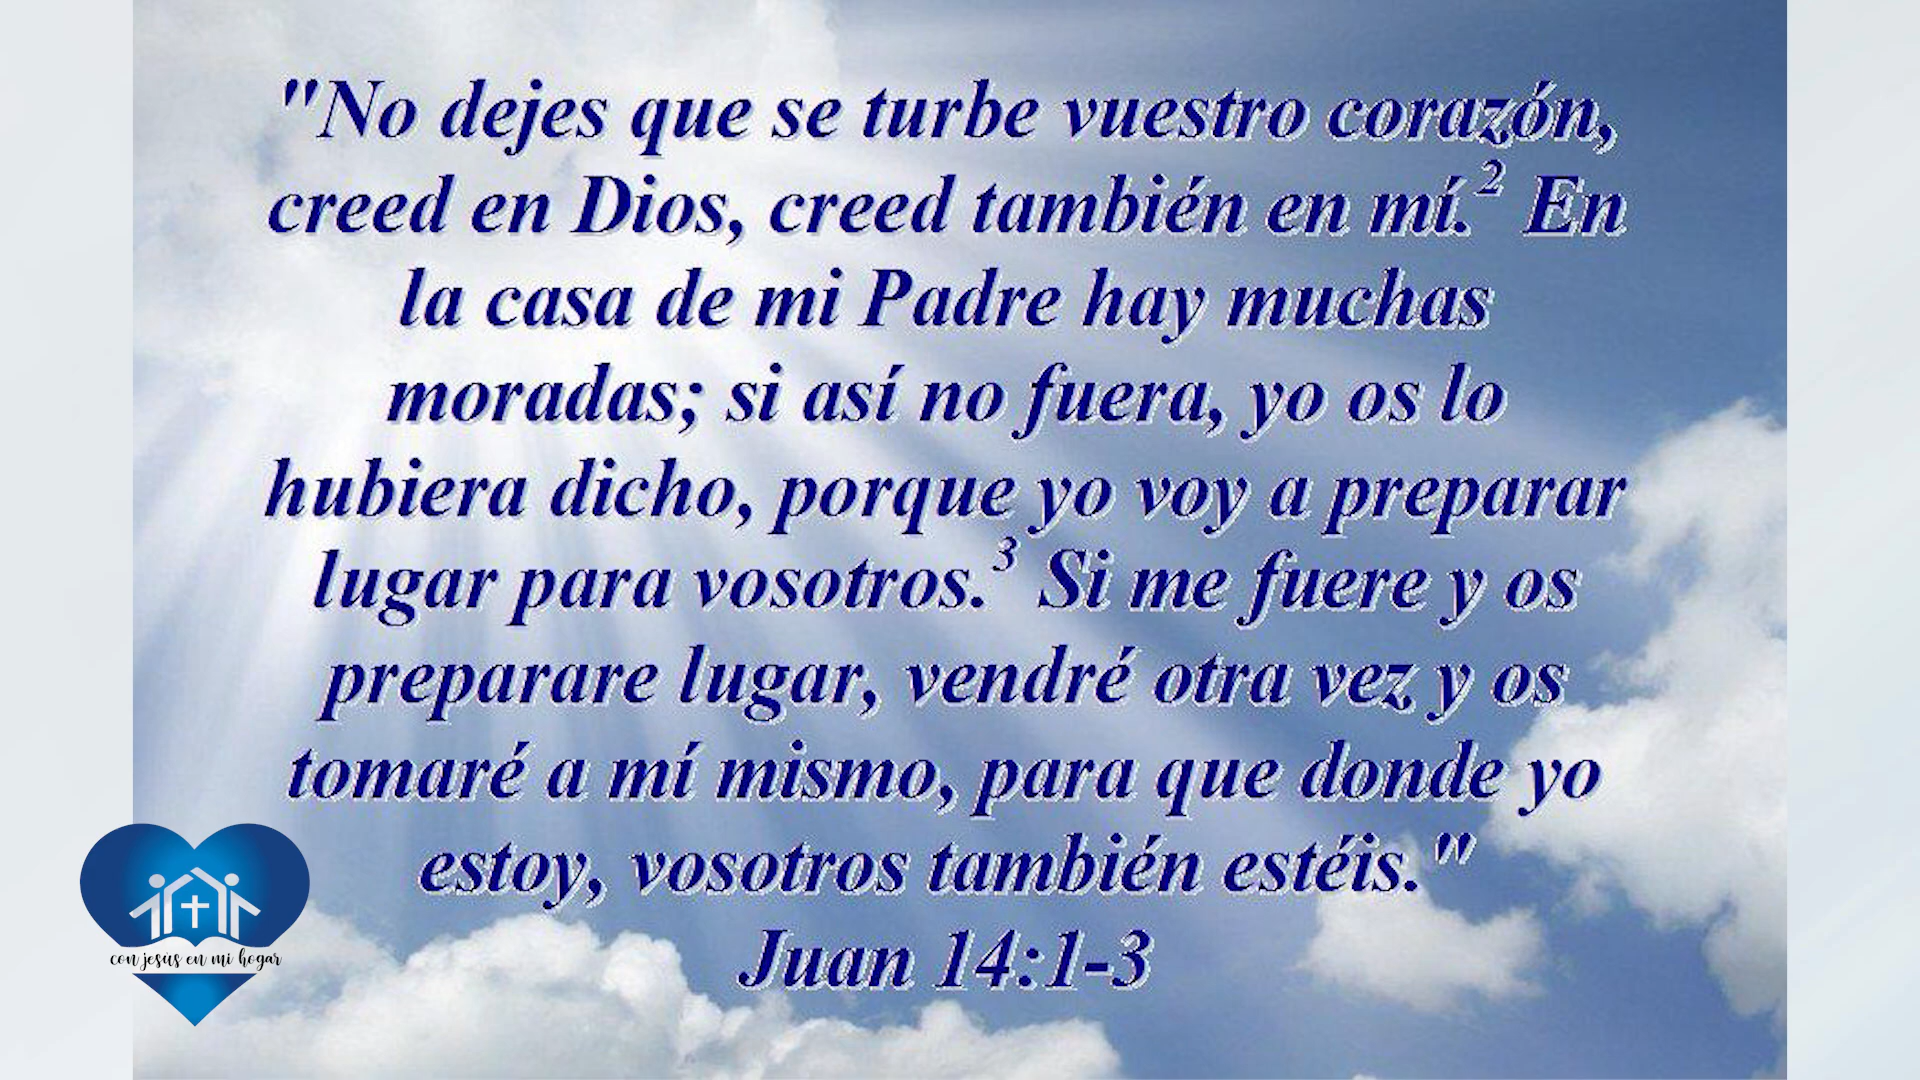 "No dejes que se turbe vuestro corazón,
creed en Dios, creed también en mí.² En
la casa de mi Padre hay muchas
moradas; si así no fuera, yo os lo
hubiera dicho, porque yo voy a preparar
lugar para vosotros.³ Si me fuere y os
preparare lugar, vendré otra vez y os
tomaré a mí mismo, para que donde yo
estoy, vosotros también estéis."
Juan 14:1-3
con jesús en mi hogar